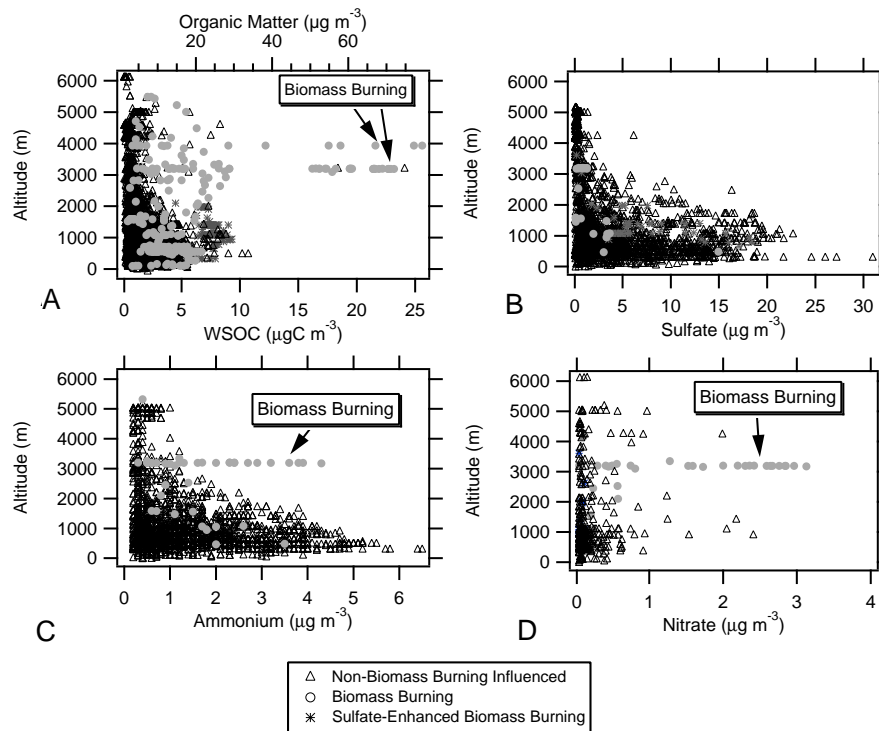 Organic Matter (µg m-3)
0 20 40 60
Biomass Burning
6000
5000
4000
3000
2000
1000
0
Altitude (m)
0 5 10 15 20 25
WSOC (µgC m-3)
A
6000
5000
4000
3000
2000
1000
0
Altitude (m)
0 5 10 15 20 25 30
Sulfate (µg m-3)
B
Biomass Burning
6000
5000
4000
3000
2000
1000
0
Altitude (m)
0 1 2 3 4 5 6
Ammonium (µg m-3)
C
Biomass Burning
6000
5000
4000
3000
2000
1000
0
Altitude (m)
0 1 2 3 4
Nitrate (µg m-3)
D
Non-Biomass Burning Influenced
Biomass Burning
Sulfate-Enhanced Biomass Burning